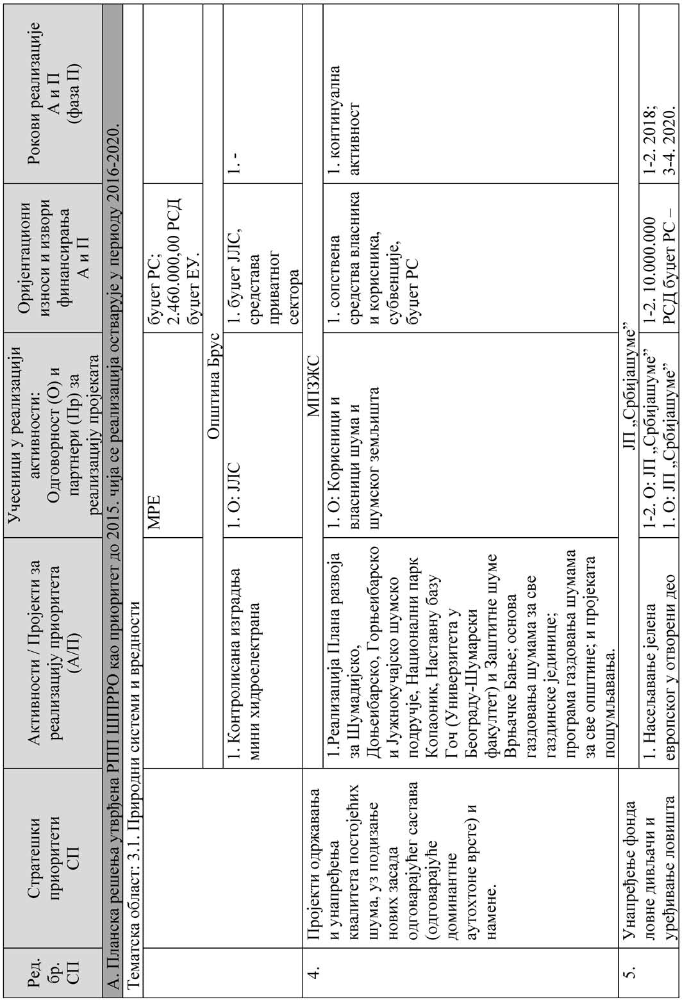 Ред.
бр.
СП
Стратешки
приоритети
СП
Активности / Пројекти за
реализацију приоритета
(А/П)
Учесници у реализацији
активности:
Одговорност (О) и
партнери (Пр) за
реализацију пројеката
Оријентациони
износи и извори
финансирања
А и П
Рокови реализације
А и П
(фаза П)
А. Планска решења утврђена РПП ШПРРО као приоритет до 2015. чија се реализација остварује у периоду 2016-2020.
Тематска област: 3.1. Природни системи и вредности
МРЕ
буџет РС;
2.460.000,00 РСД
буџет ЕУ.
Општина Брус
1. Контролисана изградња
мини хидроелектрана
1. О: ЈЛС
1. буџет ЈЛС,
средстава
приватног
сектора
1. -
4.
Пројекти одржавања
и унапређења
квалитета постојећих
шума, уз подизање
нових засада
одговарајућег састава
(одговарајуће
доминантне
аутохтоне врсте) и
намене.
МПЗЖС
1.Реализација Плана развоја
за Шумадијско,
Доњеибарско, Горњеибарско
и Јужнокучајско шумско
подручје, Национални парк
Копаоник, Наставну базу
Гоч (Универзитета у
Београду-Шумарски
факултет) и Заштитне шуме
Врњачке Бање; основа
газдовања шумама за све
газдинске јединице;
програма газдовања шумама
за све општине; и пројеката
пошумљавања.
1. О: Корисници и
власници шума и
шумског земљишта
1. сопствена
средства власника
и корисника,
субвенције,
буџет РС
1. континуална
активност
5.
Унапређење фонда
ловне дивљачи и
уређивање ловишта
ЈП „Србијашуме”
1. Насељавање јелена
европског у отворени део
1-2. О: ЈП „Србијашуме”
1. О: ЈП „Србијашуме”
1-2. 10.000.000
РСД буџет РС –
1-2. 2018;
3-4. 2020.